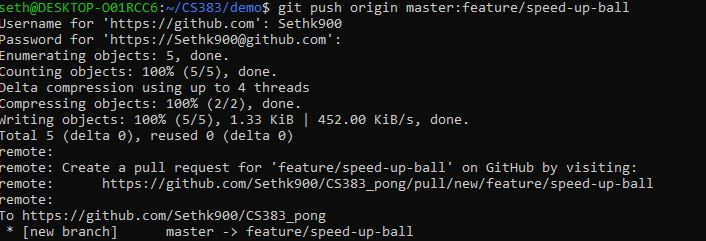 seth@DESKTOP-O01RCC6:~/CS383/demo$ git push origin master:feature/speed-up-ball
Username for 'https://github.com': Sethk900
Password for 'https://Sethk900@github.com':
Enumerating objects: 5, done.
Counting objects: 100% (5/5), done.
Delta compression using up to 4 threads
Compressing objects: 100% (2/2), done.
Writing objects: 100% (5/5), 1.33 KiB | 452.00 KiB/s, done.
Total 5 (delta 0), reused 0 (delta 0)
remote:
remote: Create a pull request for 'feature/speed-up-ball' on GitHub by visiting:
remote:      https://github.com/Sethk900/CS383_pong/pull/new/feature/speed-up-ball
remote:
To https://github.com/Sethk900/CS383_pong
 * [new branch]      master -> feature/speed-up-ball